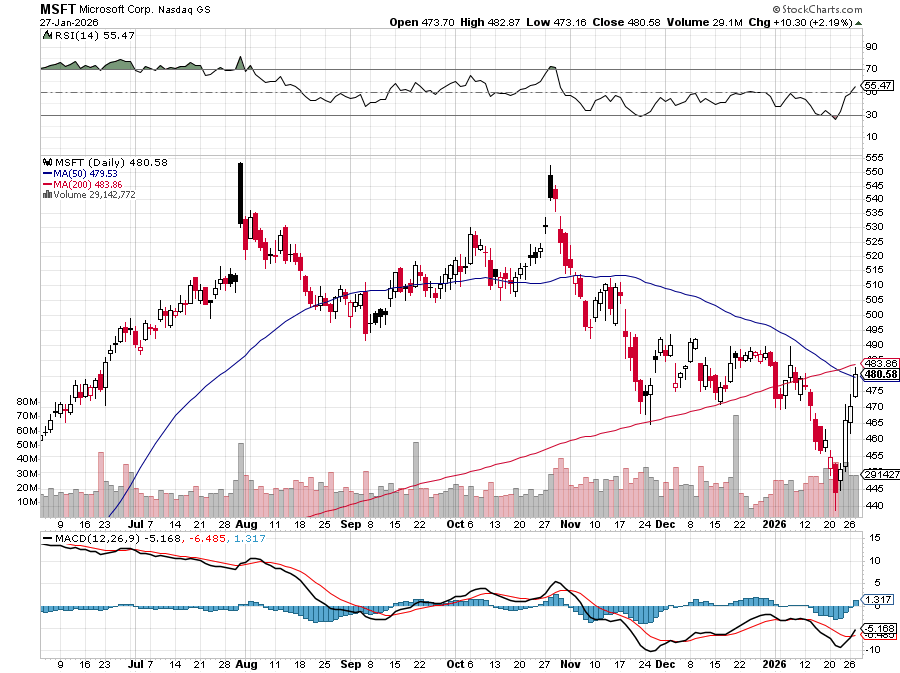 MSFT Microsoft Corp. Nasdaq GS © StockCharts.com
27-Jan-2026 Open 473.70 High 482.87 Low 473.16 Close 480.58 Volume 29.1M Chg +10.30 (+2.19%)
RSI(14) 55.47
90
70
55.47
50
30
10
MSFT (Daily) 480.58
MA(50) 479.53
MA(200) 483.86
Volume 29,142,772
555
550
545
540
535
530
525
520
515
510
505
500
495
490
485
483.86
480.58
475
470
465
460
455
29142772
445
440
80M
70M
60M
50M
40M
30M
20M
10M
9 16 23 Jul 7 14 21 28 Aug 11 18 25 Sep 8 15 22 Oct 6 13 20 27 Nov 10 17 24 Dec 8 15 22 2026 12 20 26
MACD(12,26,9) -5.168, -6.485, 1.317
15
10
5
1.317
0
-5.168
-6.485
-10
9 16 23 Jul 7 14 21 28 Aug 11 18 25 Sep 8 15 22 Oct 6 13 20 27 Nov 10 17 24 Dec 8 15 22 2026 12 20 26